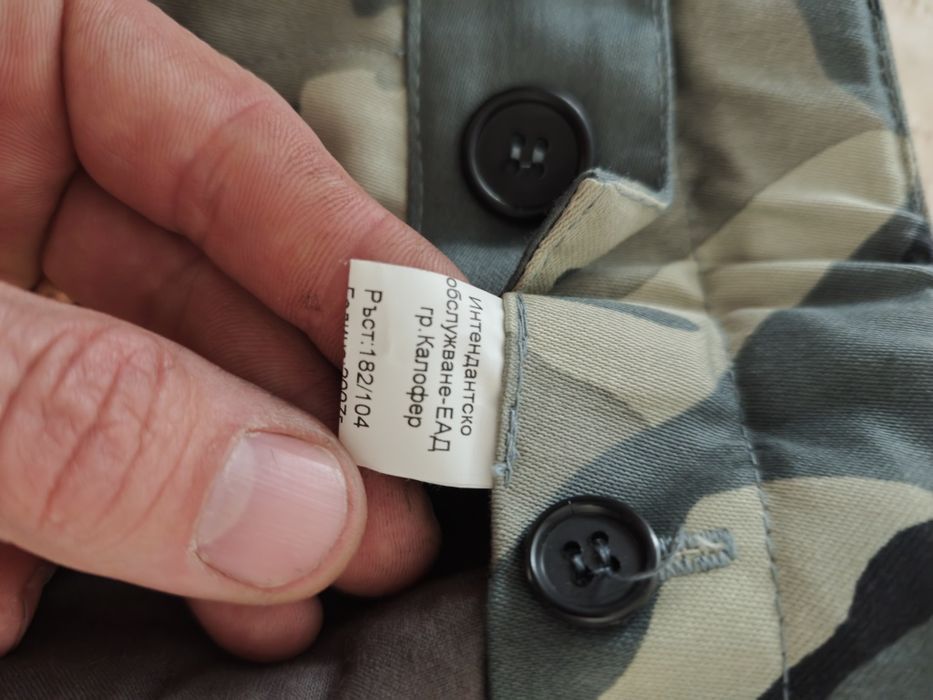 Интендантско
обслужване-ЕАД
гр.Калофер
Ръст:182/104